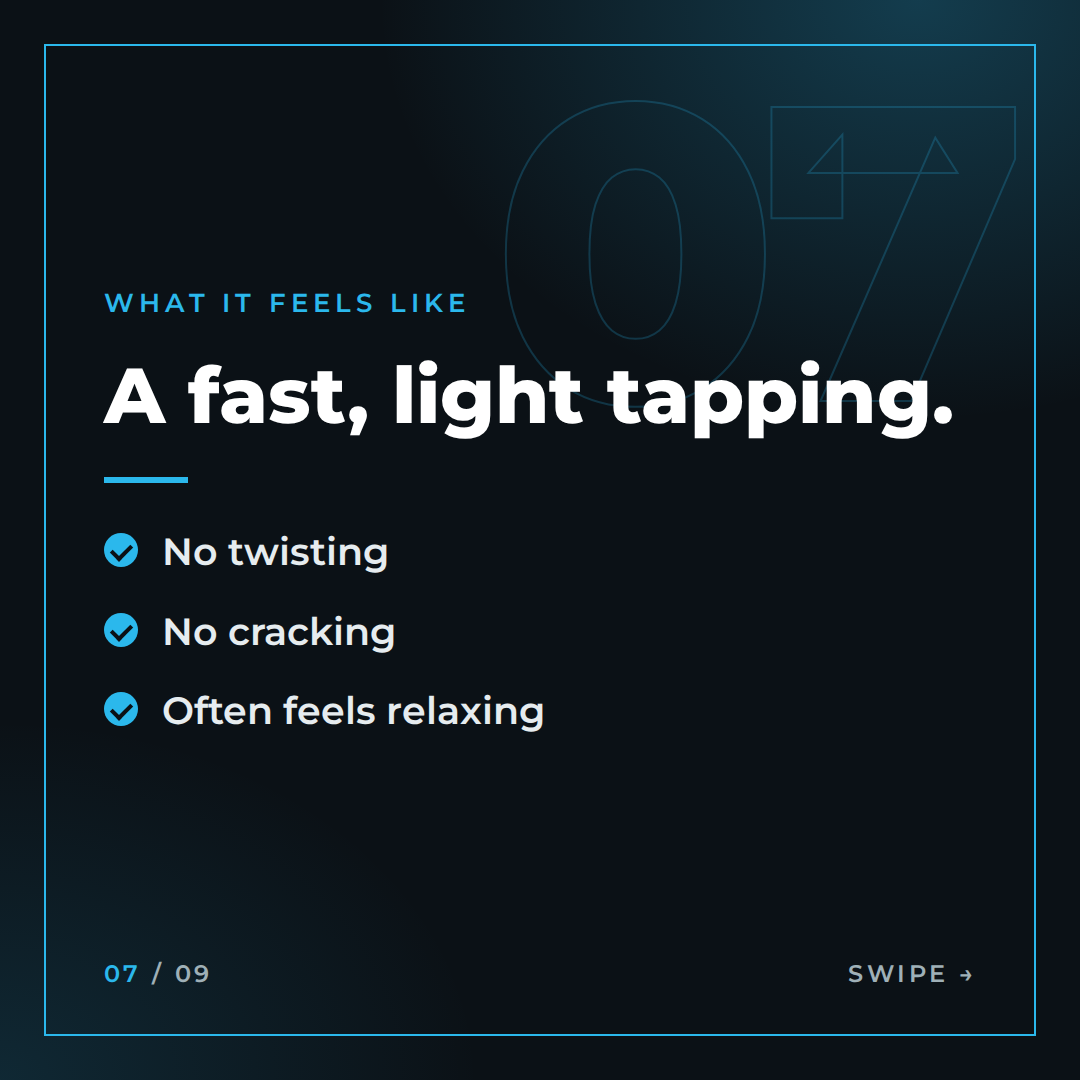 07
WHAT IT FEELS LIKE
A fast, light tapping.
No twisting
No cracking
Often feels relaxing
07 / 09
SWIPE →